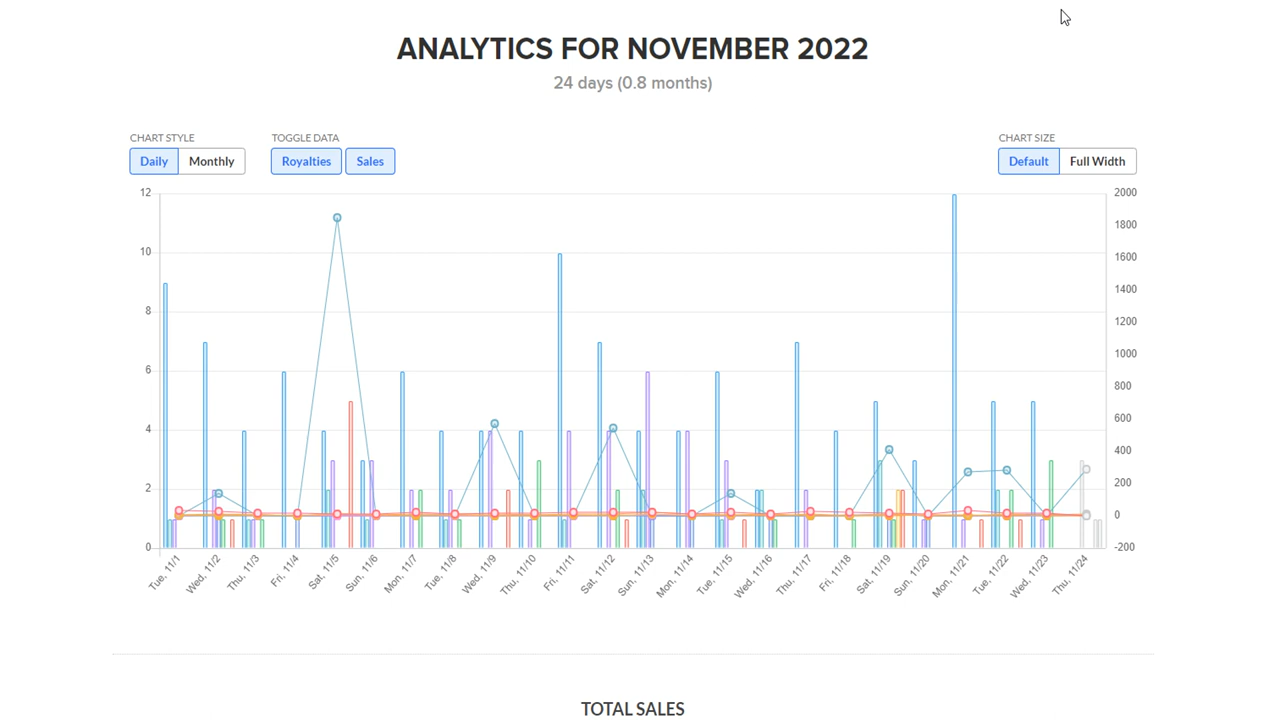 ANALYTICS FOR NOVEMBER 2022
24 days (0.8 months)
CHART STYLE
TOGGLE DATA
CHART SIZE
Daily
Monthly
Royalties
Sales
Default
Full Width
12
10
8
6
4
2
0
2000
1800
1600
1400
1200
1000
800
600
400
200
0
-200
Tue, 11/1
Wed, 11/2
Thu, 11/3
Fri, 11/4
Sat, 11/5
Sun, 11/6
Mon, 11/7
Tue, 11/8
Wed, 11/9
Thu, 11/10
Fri, 11/11
Sat, 11/12
Sun, 11/13
Mon, 11/14
Tue, 11/15
Wed, 11/16
Thu, 11/17
Fri, 11/18
Sat, 11/19
Sun, 11/20
Mon, 11/21
Tue, 11/22
Wed, 11/23
Thu, 11/24
TOTAL SALES